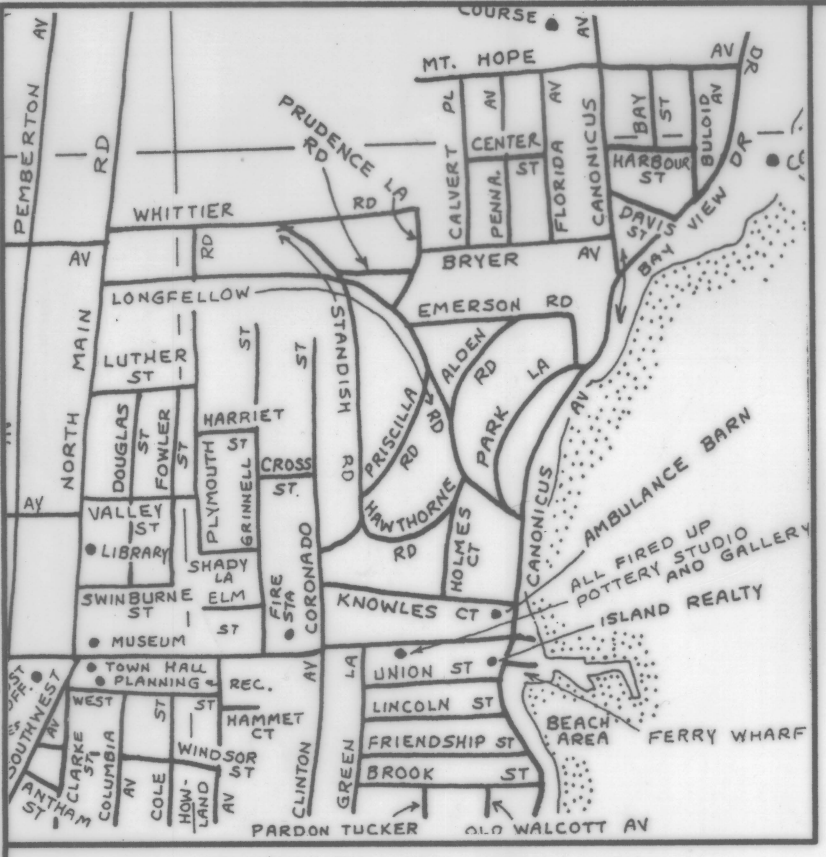 COURSE
AV
AV
MT. HOPE AV
DR
PEMBERTON
RD
PRUDENCE LA
RD
CALVERT PL
PENNA. AV
CENTER
ST
FLORIDA AV
CANONICUS
BAY ST
BULOID AV
HARBOUR
ST
DAVIS
ST
BAY VIEW DR
WHITTIER RD
AV
RD
BRYER AV
LONGFELLOW
RD
EMERSON RD
NORTH MAIN
LUTHER
ST
ST
ST
STANDISH RD
ALDEN
RD
PARK LA
PRISCILLA
RD
AV
DOUGLAS ST
FOWLER ST
HARRIET
ST
PLYMOUTH
GRINNELL
CROSS
ST.
HAWTHORNE
RD
HOLMES
CT
CANONICUS
AMBULANCE BARN
AV
VALLEY
ST
LIBRARY
SHADY
LA
ELM
ST
SWINBURNE
ST
FIRE
STA
CORONADO
AV
KNOWLES CT
ALL FIRED UP
POTTERY STUDIO
AND GALLERY
ISLAND REALTY
MUSEUM
TOWN HALL
PLANNING
REC.
UNION ST
LINCOLN ST
FRIENDSHIP ST
BROOK ST
BEACH
AREA
FERRY WHARF
OFF.
SOUTHWEST
AV
WEST ST
HAMMET
CT
WINDSOR
ST
CLARKE
ST
COLUMBIA
AV
COLE
ST
HOW-
LAND
AV
CLINTON
GREEN LA
ANTHAM
ST
PARDON TUCKER
OLD WALCOTT AV